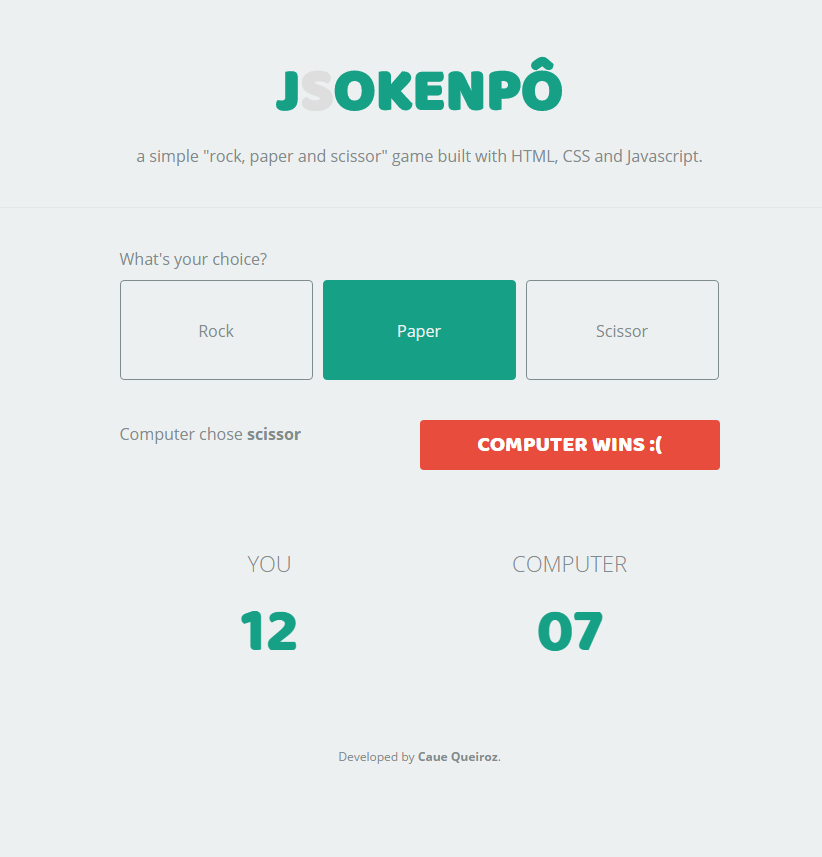 JSOKENPÔ
a simple "rock, paper and scissor" game built with HTML, CSS and Javascript.
What's your choice?
Rock Paper Scissor
Computer chose scissor COMPUTER WINS :(
YOU COMPUTER
12 07
Developed by Caue Queiroz.